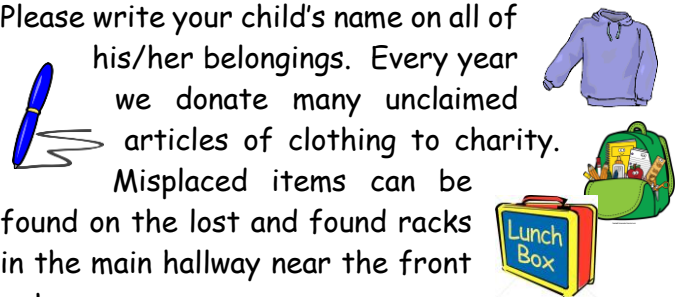 Please write your child's name on all of
his/her belongings. Every year
we donate many unclaimed
articles of clothing to charity.
Misplaced items can be
found on the lost and found racks
in the main hallway near the front
Lunch
Box